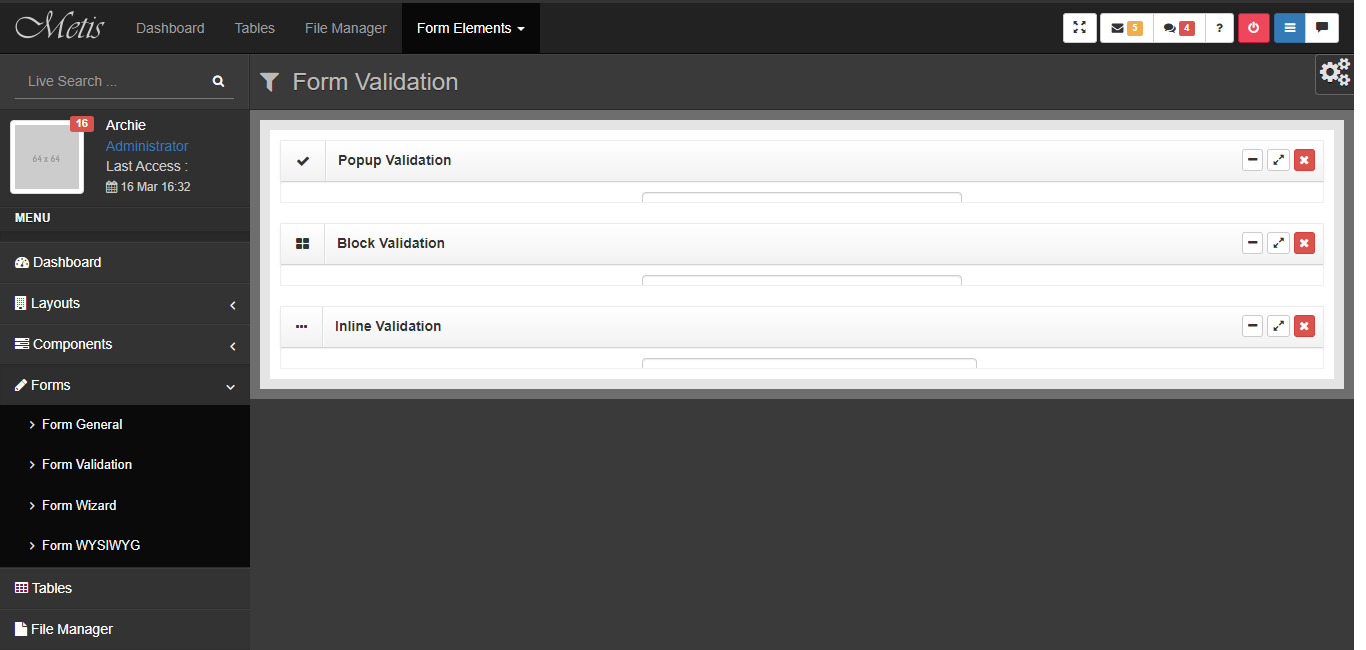 Metis
Dashboard
Tables
File Manager
Form Elements
5
4
?
Live Search ...
Form Validation
64 x 64
16
Archie
Administrator
Last Access :
16 Mar 16:32
MENU
Dashboard
Layouts
Components
Forms
Form General
Form Validation
Form Wizard
Form WYSIWYG
Tables
File Manager
Popup Validation
Block Validation
Inline Validation